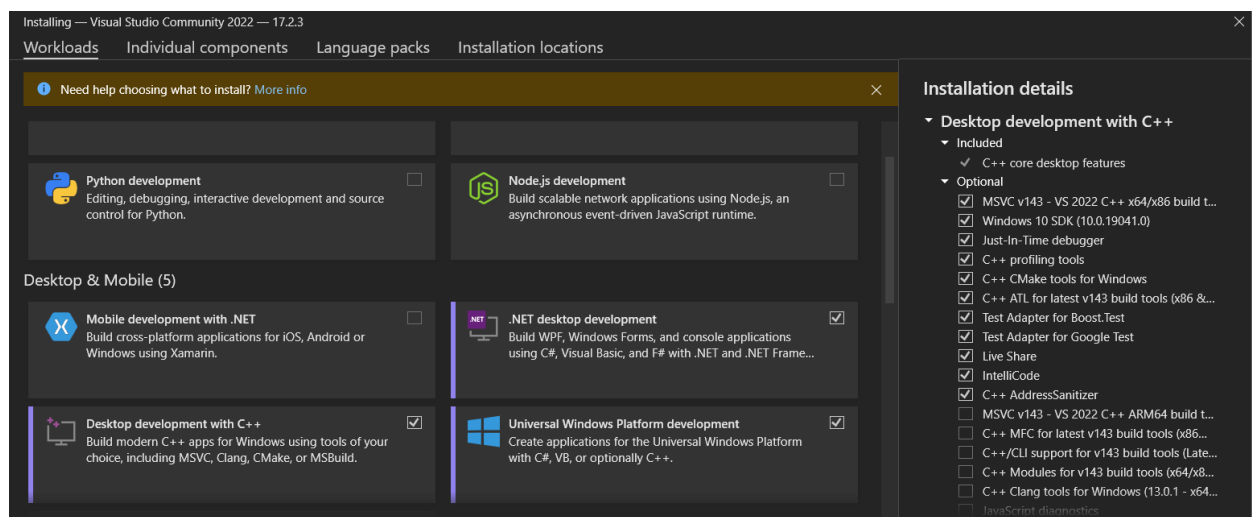 Installing — Visual Studio Community 2022 — 17.2.3
Workloads Individual components Language packs Installation locations
Need help choosing what to install? More info
Python development
Editing, debugging, interactive development and source
control for Python.
Node.js development
Build scalable network applications using Node.js, an
asynchronous event-driven JavaScript runtime.
Desktop & Mobile (5)
Mobile development with .NET
Build cross-platform applications for iOS, Android or
Windows using Xamarin.
.NET
.NET desktop development
Build WPF, Windows Forms, and console applications
using C#, Visual Basic, and F# with .NET and .NET Frame...
Desktop development with C++
Build modern C++ apps for Windows using tools of your
choice, including MSVC, Clang, CMake, or MSBuild.
Universal Windows Platform development
Create applications for the Universal Windows Platform
with C#, VB, or optionally C++.
Installation details
Desktop development with C++
Included
C++ core desktop features
Optional
MSVC v143 - VS 2022 C++ x64/x86 build t...
Windows 10 SDK (10.0.19041.0)
Just-In-Time debugger
C++ profiling tools
C++ CMake tools for Windows
C++ ATL for latest v143 build tools (x86 &...
Test Adapter for Boost.Test
Test Adapter for Google Test
Live Share
IntelliCode
C++ AddressSanitizer
MSVC v143 - VS 2022 C++ ARM64 build t...
C++ MFC for latest v143 build tools (x86...
C++/CLI support for v143 build tools (Late...
C++ Modules for v143 build tools (x64/x8...
C++ Clang tools for Windows (13.0.1 - x64...
JavaScript diagnostics